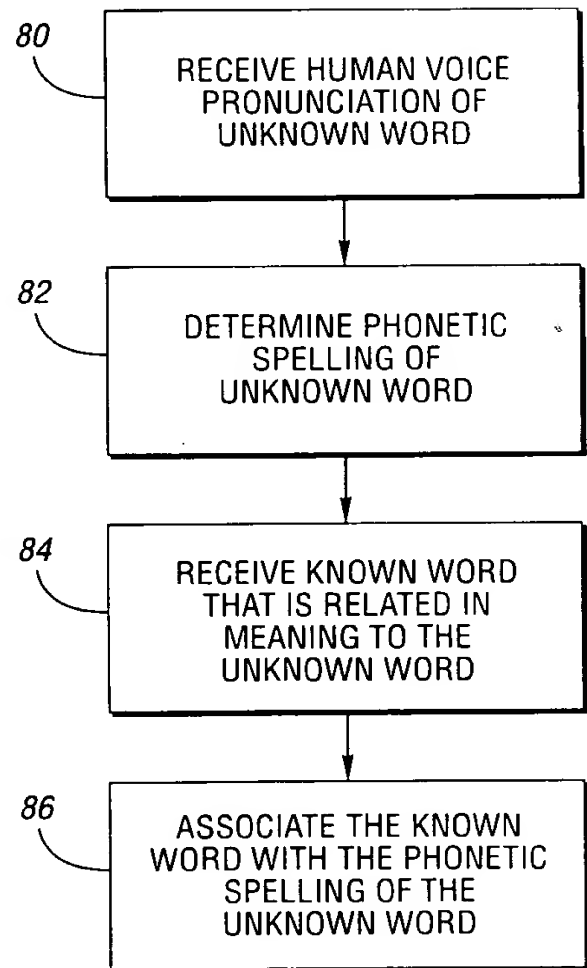 80
RECEIVE HUMAN VOICE
PRONUNCIATION OF
UNKNOWN WORD
82
DETERMINE PHONETIC
SPELLING OF
UNKNOWN WORD
84
RECEIVE KNOWN WORD
THAT IS RELATED IN
MEANING TO THE
UNKNOWN WORD
86
ASSOCIATE THE KNOWN
WORD WITH THE PHONETIC
SPELLING OF THE
UNKNOWN WORD